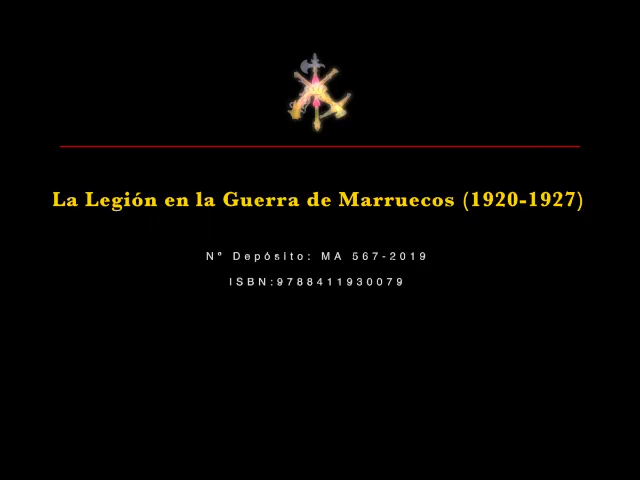 La Legión en la Guerra de Marruecos (1920-1927)
Nº Depósito: MA 567-2019
ISBN:9788411930079